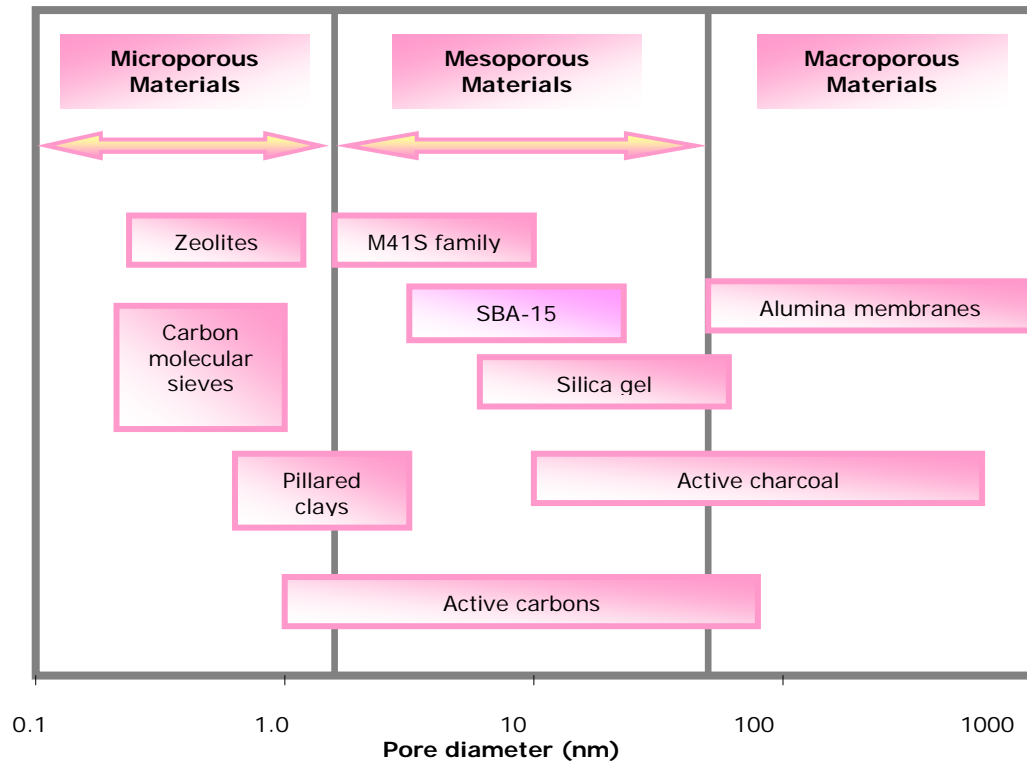 Microporous
Materials
Mesoporous
Materials
Macroporous
Materials
Zeolites
M41S family
SBA-15
Alumina membranes
Carbon
molecular
sieves
Silica gel
Pillared
clays
Active charcoal
Active carbons
0.1 1.0 10 100 1000
Pore diameter (nm)